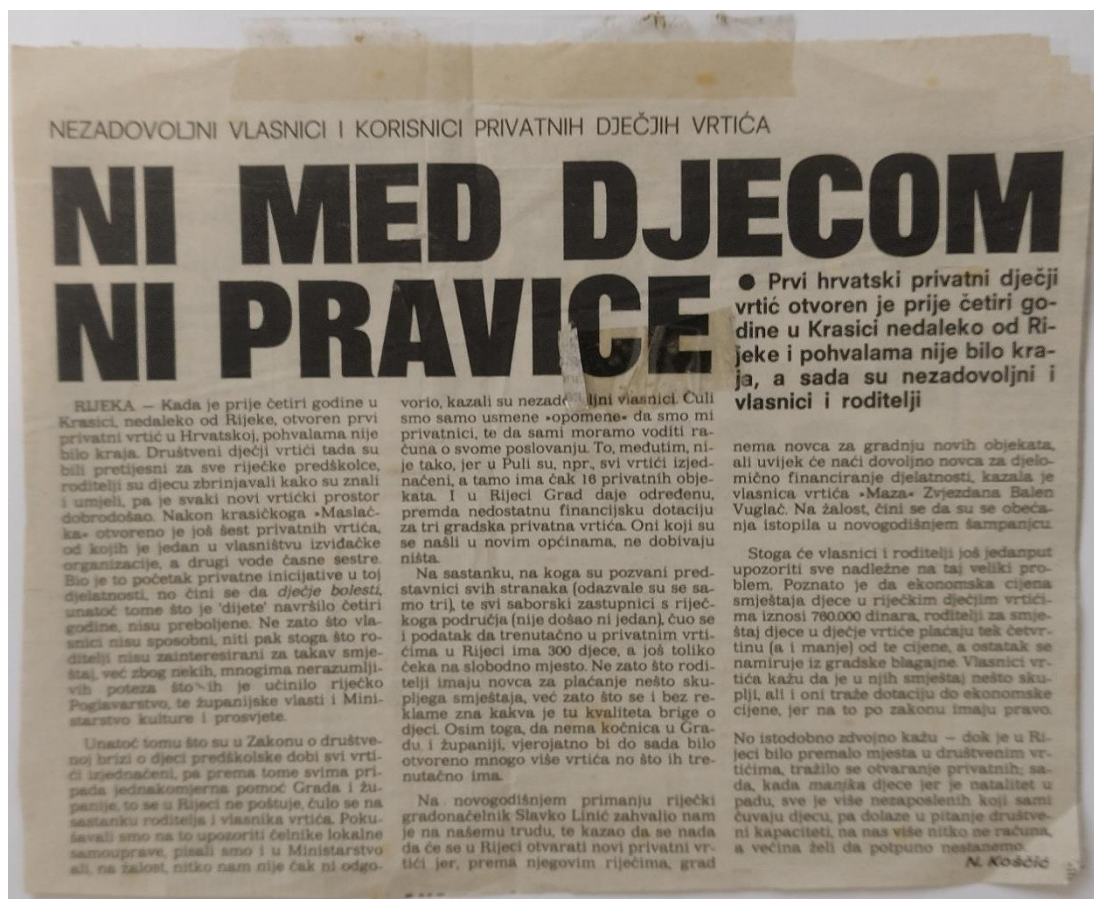 NEZADOVOLJNI VLASNICI I KORISNICI PRIVATNIH DJEČJIH VRTIĆA
NI MED DJECOM
NI PRAVICE
● Prvi hrvatski privatni dječji
vrtić otvoren je prije četiri go-
dine u Krasici nedaleko od Ri-
jeke i pohvalama nije bilo kra-
ja, a sada su nezadovoljni i
vlasnici i roditelji
RIJEKA — Kada je prije četiri godine u
Krasici, nedaleko od Rijeke, otvoren prvi
privatni vrtić u Hrvatskoj, pohvalama nije
bilo kraja. Društveni dječji vrtići tada su
bili pretijesni za sve riječke predškolce,
roditelji su djecu zbrinjavali kako su znali
i umjeli, pa je svaki novi vrtićki prostor
dobrodošao. Nakon krasičkoga »Maslač-
ka« otvoreno je još šest privatnih vrtića,
od kojih je jedan u vlasništvu izviđačke
organizacije, a drugi vode časne sestre.
Bio je to početak privatne inicijative u toj
djelatnosti, no čini se da dječje bolesti,
unatoč tome što je 'dijete' navršilo četiri
godine, nisu preboljene. Ne zato što vla-
snici nisu sposobni, niti pak stoga što ro-
ditelji nisu zainteresirani za takav smje-
štaj, već zbog nekih, mnogima nerazumlji-
vih poteza što ih je učinilo riječko
Poglavarstvo, te županijske vlasti i Mini-
starstvo kulture i prosvjete.
Unatoč tomu što su u Zakonu o društve-
noj brizi o djeci predškolske dobi svi vrti-
ći izjednačeni, pa prema tome svima pri-
pada jednakomjerna pomoć Grada i žu-
panije, to se u Rijeci ne poštuje, čulo se na
sastanku roditelja i vlasnika vrtića. Poku-
šavali smo na to upozoriti čelnike lokalne
samouprave, pisali smo i u Ministarstvo
ali, na žalost, nitko nam nije čak ni odgo-
vorio, kazali su nezado ljni vlasnici. Čuli
smo samo usmene »opomene« da smo mi
privatnici, te da sami moramo voditi ra-
čuna o svome poslovanju. To, međutim, ni-
je tako, jer u Puli su, npr., svi vrtići izjed-
načeni, a tamo ima čak 16 privatnih obje-
kata. I u Rijeci Grad daje određenu,
premda nedostatnu financijsku dotaciju
za tri gradska privatna vrtića. Oni koji su
se našli u novim općinama, ne dobivaju
ništa.
Na sastanku, na koga su pozvani pred-
stavnici svih stranaka (odazvale su se sa-
mo tri), te svi saborski zastupnici s riječ-
koga područja (nije došao ni jedan), čuo se
i podatak da trenutačno u privatnim vrti-
ćima u Rijeci ima 300 djece, a još toliko
čeka na slobodno mjesto. Ne zato što rodi-
telji imaju novca za plaćanje nešto sku-
pljega smještaja, već zato što se i bez re-
klame zna kakva je tu kvaliteta brige o
djeci. Osim toga, da nema kočnica u Gra-
du i županiji, vjerojatno bi do sada bilo
otvoreno mnogo više vrtića no što ih tre-
nutačno ima.
Na novogodišnjem primanju riječki
gradonačelnik Slavko Linić zahvalio nam
je na našemu trudu, te kazao da se nada
da će se u Rijeci otvarati novi privatni vr-
tići jer, prema njegovim riječima, grad
nema novca za gradnju novih objekata,
ali uvijek će naći dovoljno novca za djelo-
mično financiranje djelatnosti, kazala je
vlasnica vrtića »Maza« Zvjezdana Balen
Vuglač. Na žalost, čini se da su se obeća-
nja istopila u novogodišnjem šampanjcu.
Stoga će vlasnici i roditelji još jedanput
upozoriti sve nadležne na taj veliki pro-
blem. Poznato je da ekonomska cijena
smještaja djece u riječkim dječjim vrtići-
ma iznosi 760.000 dinara, roditelji za smje-
štaj djece u dječje vrtiće plaćaju tek četvr-
tinu (a i manje) od te cijene, a ostatak se
namiruje iz gradske blagajne. Vlasnici vr-
tića kažu da je u njih smještaj nešto sku-
plji, ali i oni traže dotaciju do ekonomske
cijene, jer na to po zakonu imaju pravo.
No istodobno zdvojno kažu — dok je u Ri-
jeci bilo premalo mjesta u društvenim vr-
tićima, tražilo se otvaranje privatnih; sa-
da, kada manjka djece jer je natalitet u
padu, sve je više nezaposlenih koji sami
čuvaju djecu, pa dolaze u pitanje društve-
ni kapaciteti, na nas više nitko ne računa,
a većina želi da potpuno nestanemo.
N. Košćić